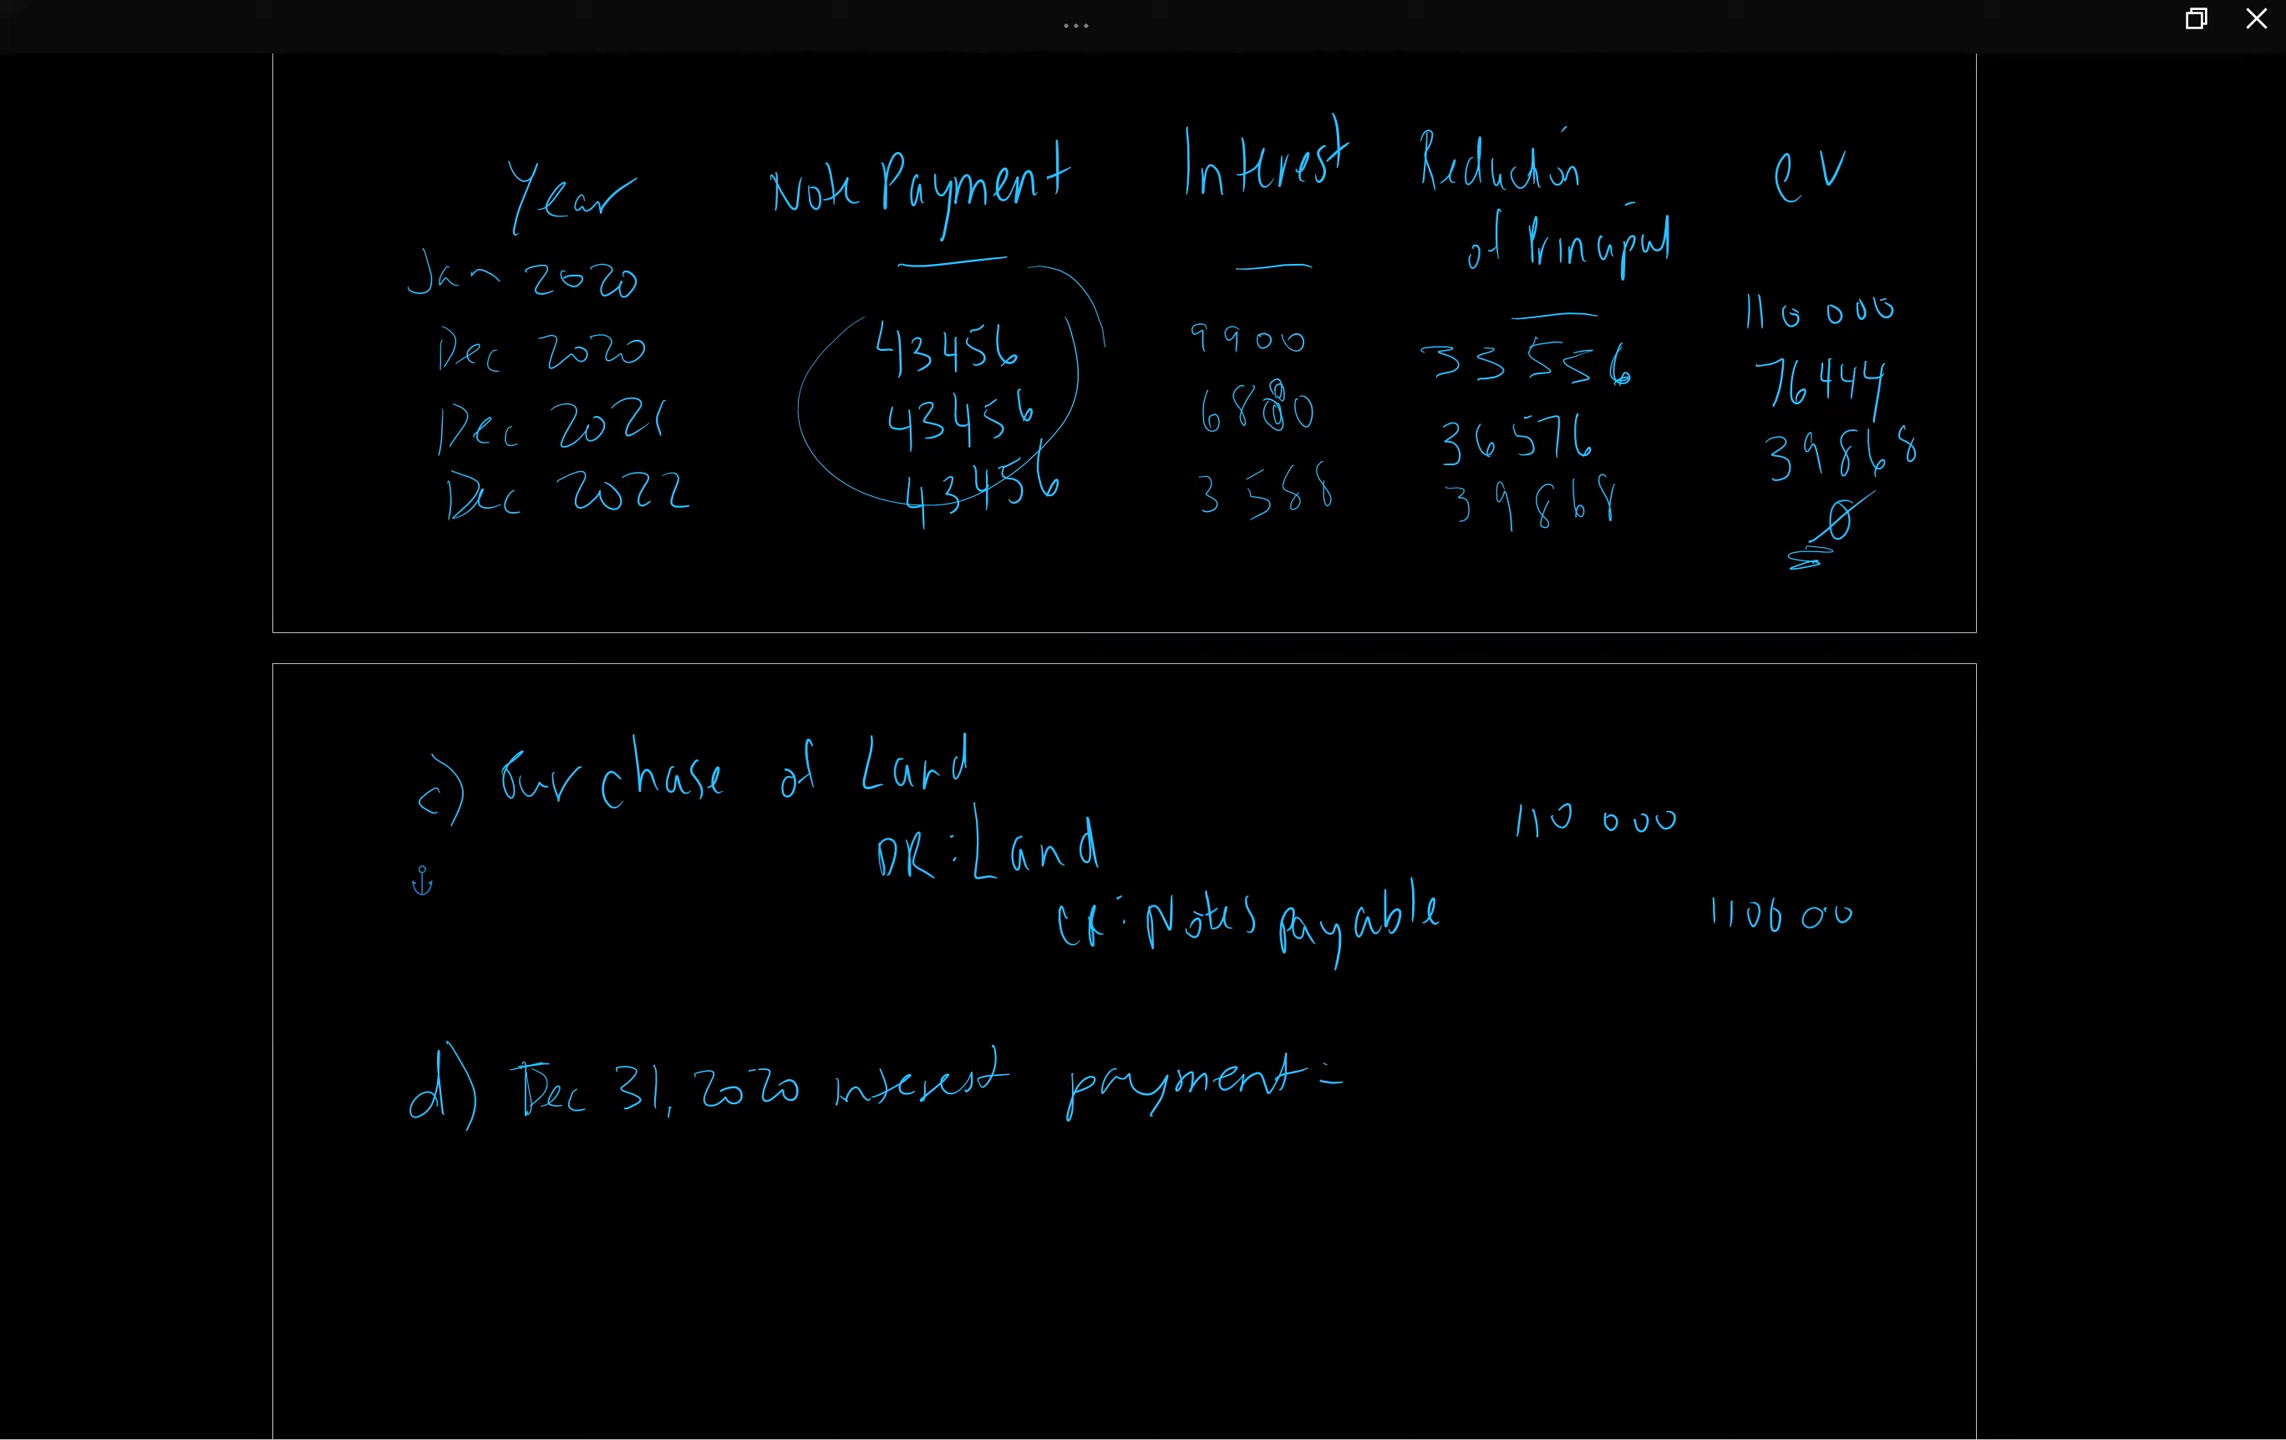 Year Note Payment Interest Reduction of Principal CV
Jan 2020 — — — 110 000
Dec 2020 43456 9900 33556 76444
Dec 2021 43456 6880 36576 39868
Dec 2022 43456 3588 39868 0
c) Purchase of Land
DR: Land 110 000
CR: Notes payable 110000
d) Dec 31, 2020 interest payment: